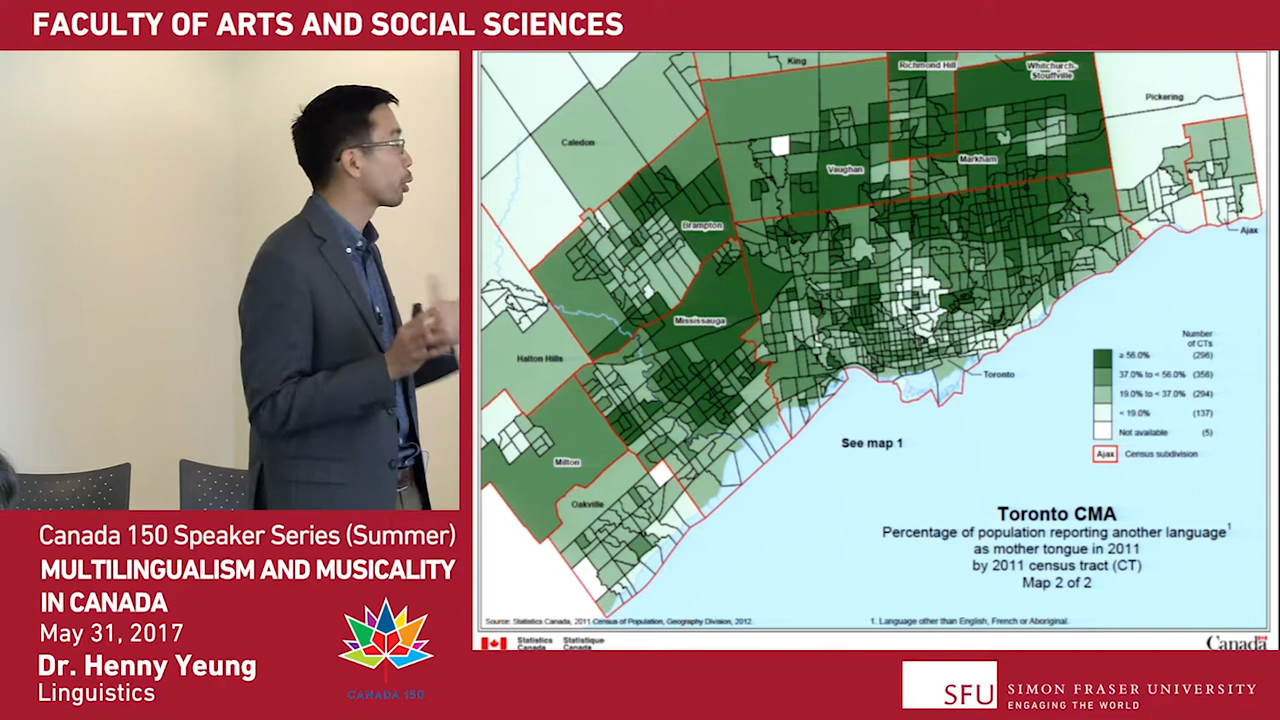 FACULTY OF ARTS AND SOCIAL SCIENCES
King
Richmond Hill
Whitchurch-
Stouffville
Pickering
Caledon
Markham
Vaughan
Brampton
Ajax
Mississauga
Halton Hills
Toronto
Milton
Oakville
Number
of CTs
≥ 56.0% (296)
37.0% to < 56.0% (356)
19.0% to < 37.0% (294)
< 19.0% (137)
Not available (5)
Ajax Census subdivision
See map 1
Toronto CMA
Percentage of population reporting another language1
as mother tongue in 2011
by 2011 census tract (CT)
Map 2 of 2
Source: Statistics Canada, 2011 Census of Population, Geography Division, 2012.
1. Language other than English, French or Aboriginal.
Statistics Statistique
Canada Canada
Canada
Canada 150 Speaker Series (Summer)
MULTILINGUALISM AND MUSICALITY
IN CANADA
May 31, 2017
Dr. Henny Yeung
Linguistics
CANADA 150
SFU
SIMON FRASER UNIVERSITY
ENGAGING THE WORLD